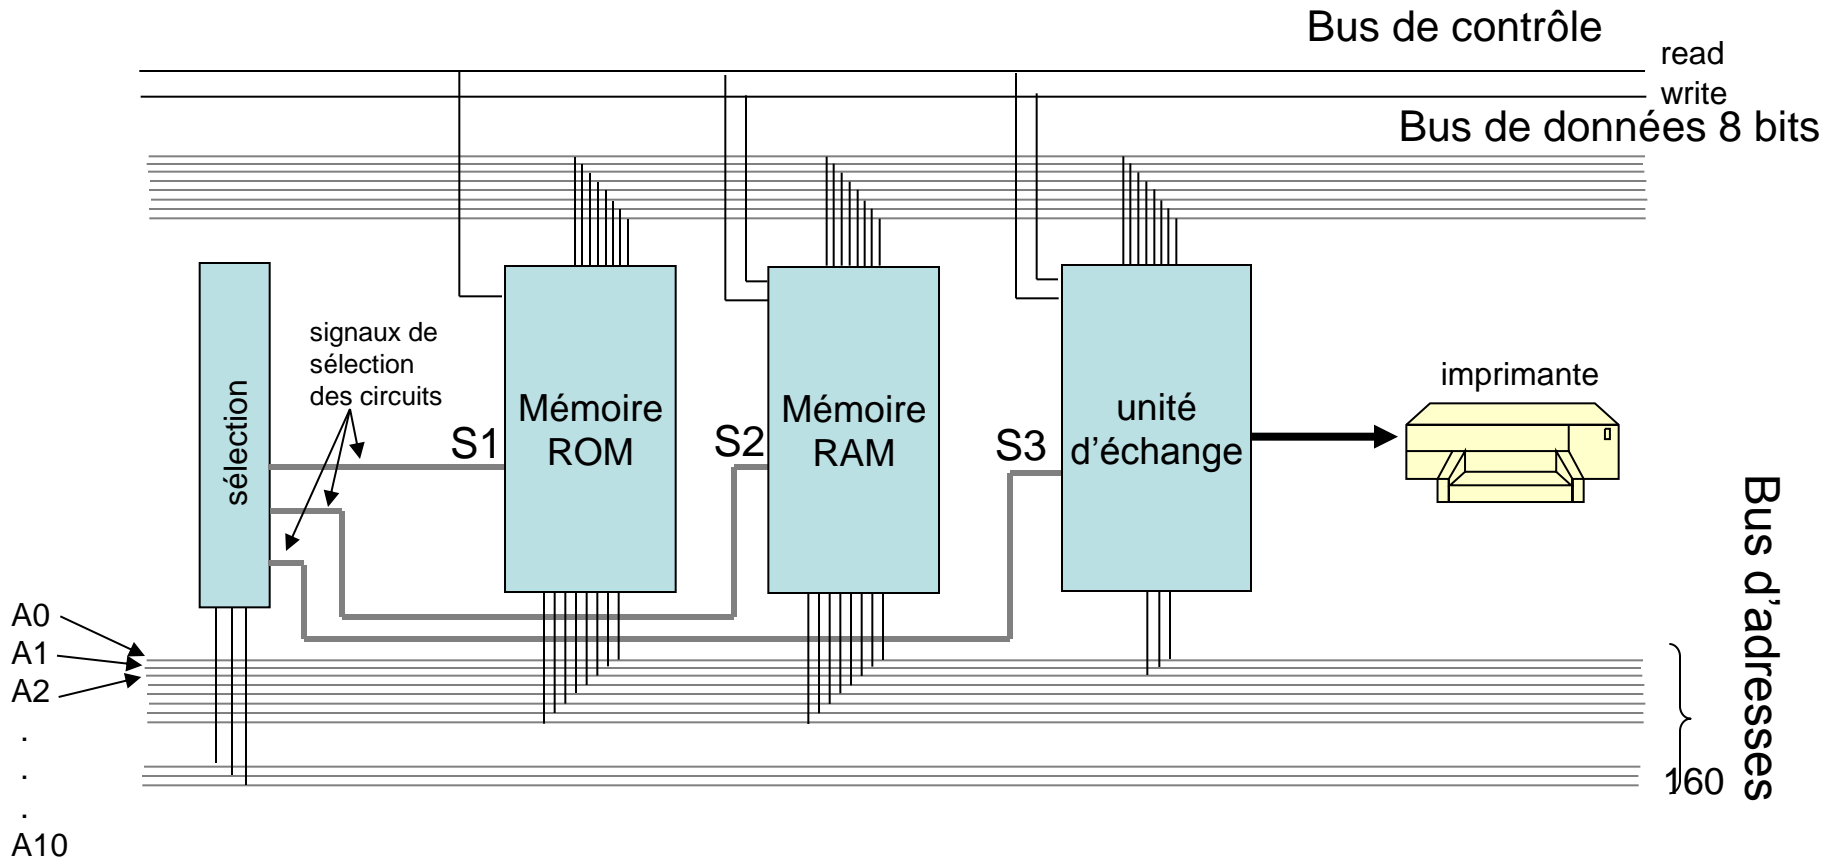 Bus de contrôle
read
write
Bus de données 8 bits
signaux de
sélection
des circuits
sélection
S1
Mémoire
ROM
S2
Mémoire
RAM
S3
unité
d’échange
imprimante
Bus d’adresses
A0
A1
A2
.
.
.
A10
160